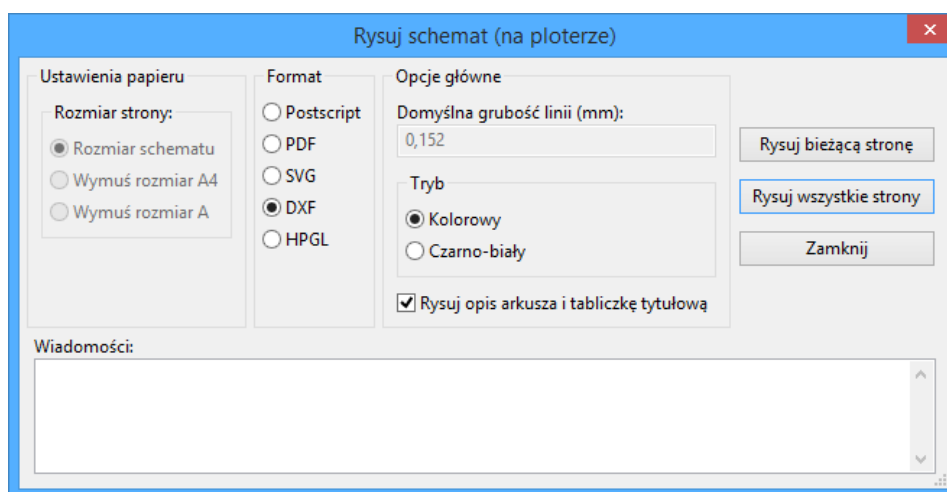 Rysuj schemat (na ploterze)
Ustawienia papieru
Rozmiar strony:
Rozmiar schematu
Wymuś rozmiar A4
Wymuś rozmiar A
Format
Postscript
PDF
SVG
DXF
HPGL
Opcje główne
Domyślna grubość linii (mm):
0,152
Tryb
Kolorowy
Czarno-biały
Rysuj opis arkusza i tabliczkę tytułową
Rysuj bieżącą stronę
Rysuj wszystkie strony
Zamknij
Wiadomości: